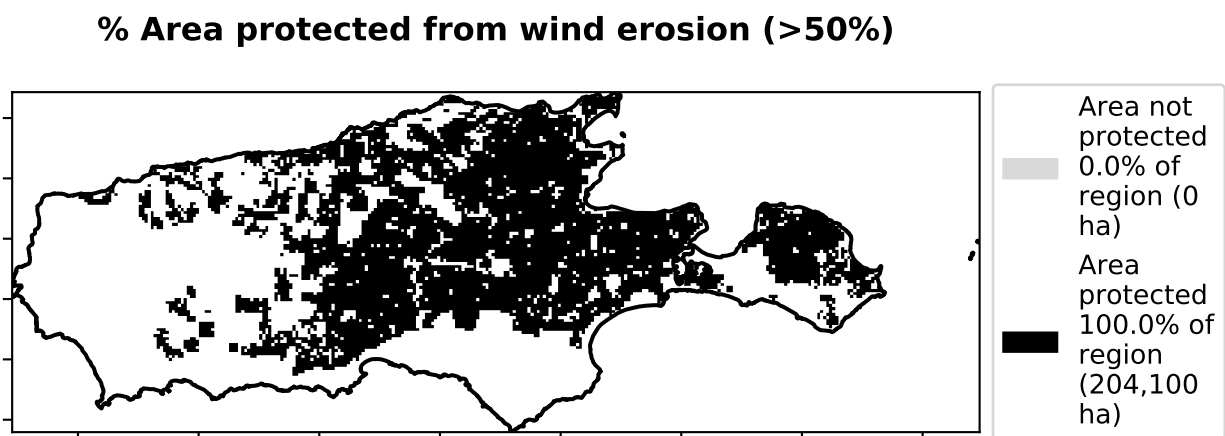 % Area protected from wind erosion (>50%)
Area not
protected
0.0% of
region (0
ha)
Area
protected
100.0% of
region
(204,100
ha)